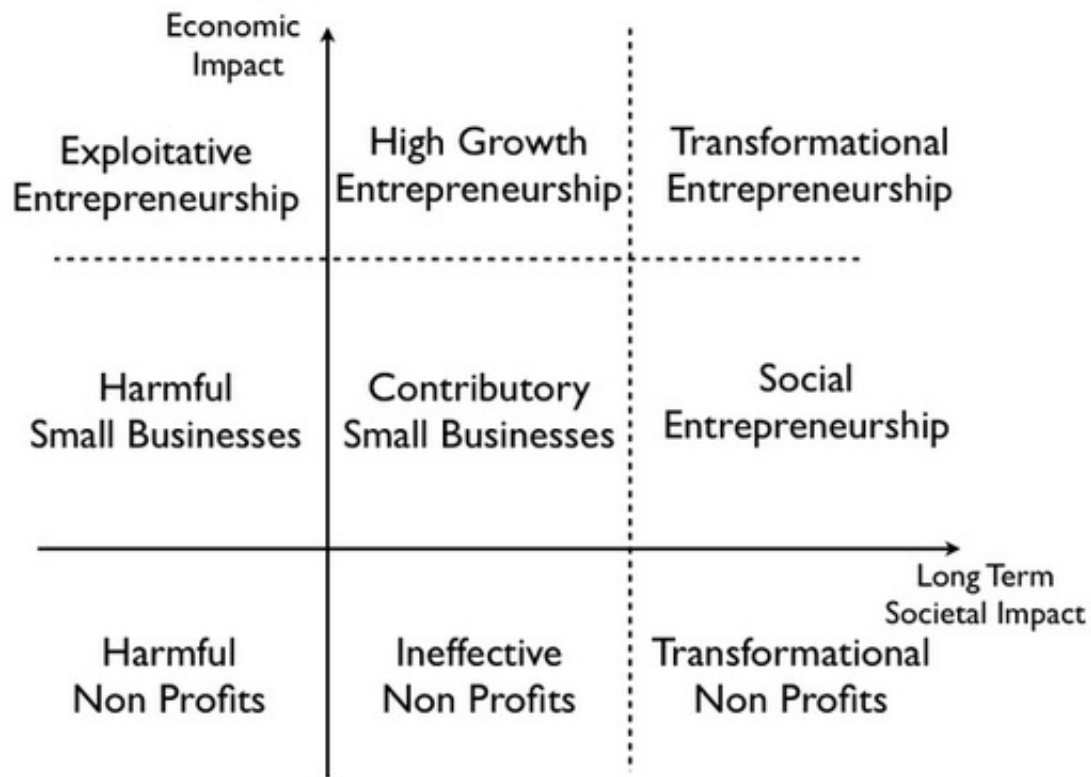 Economic
Impact
Exploitative
Entrepreneurship
High Growth
Entrepreneurship
Transformational
Entrepreneurship
Harmful
Small Businesses
Contributory
Small Businesses
Social
Entrepreneurship
Long Term
Societal Impact
Harmful
Non Profits
Ineffective
Non Profits
Transformational
Non Profits